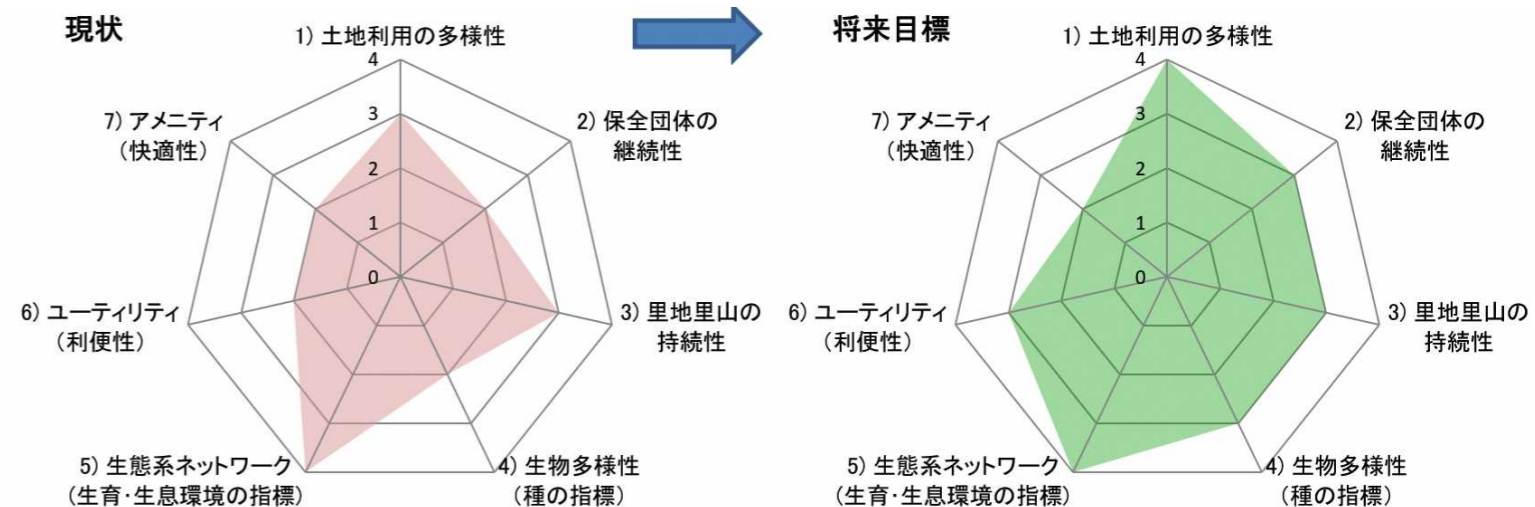 現状
1) 土地利用の多様性
4
3
2
1
0
2) 保全団体の
継続性
3) 里地里山の
持続性
4) 生物多様性
(種の指標)
5) 生態系ネットワーク
(生育・生息環境の指標)
6) ユーティリティ
(利便性)
7) アメニティ
(快適性)
将来目標
1) 土地利用の多様性
4
3
2
1
0
2) 保全団体の
継続性
3) 里地里山の
持続性
4) 生物多様性
(種の指標)
5) 生態系ネットワーク
(生育・生息環境の指標)
6) ユーティリティ
(利便性)
7) アメニティ
(快適性)